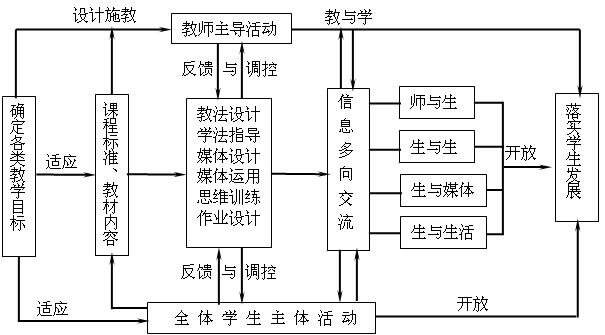 设计施教
教师主导活动
教与学
反馈 与 调控
确定各类教学目标
适应
课程标准、教材内容
教法设计
学法指导
媒体设计
媒体运用
思维训练
作业设计
信息多向交流
师与生
生与生
生与媒体
生与生活
开放
落实学生发展
反馈 与 调控
适应
全体学生主体活动
开放